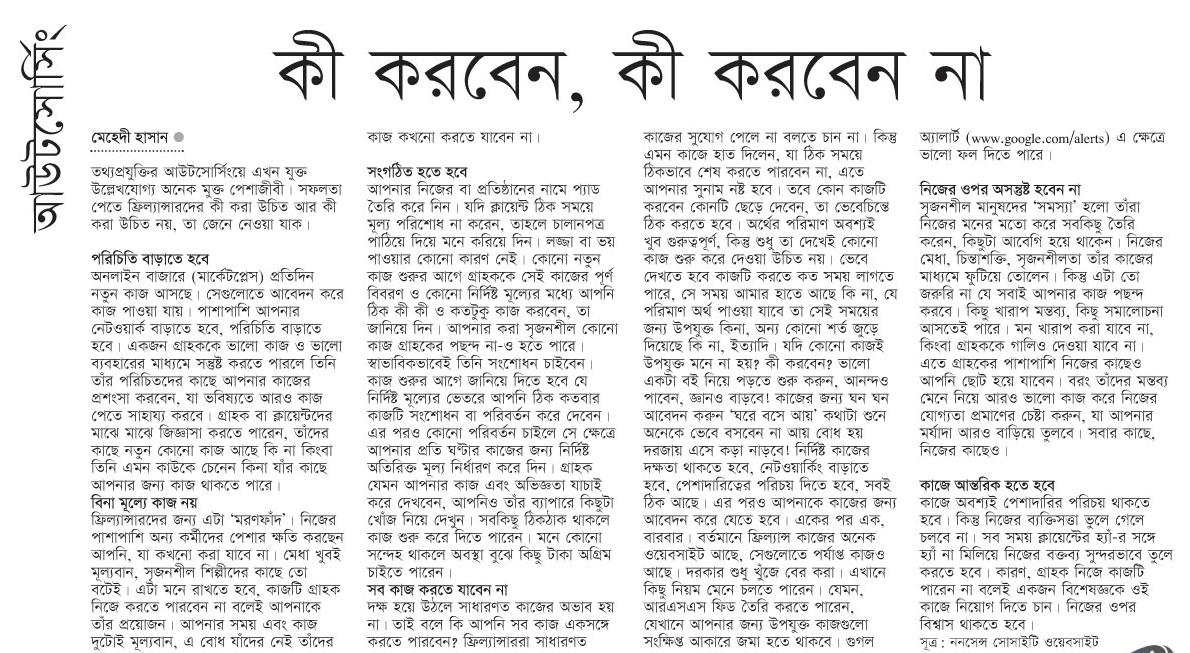 আউটসোর্সিং
কী করবেন, কী করবেন না
মেহেদী হাসান
তথ্যপ্রযুক্তির আউটসোর্সিংয়ে এখন যুক্ত
উল্লেখযোগ্য অনেক মুক্ত পেশাজীবী। সফলতা
পেতে ফ্রিল্যান্সারদের কী করা উচিত আর কী
করা উচিত নয়, তা জেনে নেওয়া যাক।
পরিচিতি বাড়াতে হবে
অনলাইন বাজারে (মার্কেটপ্লেস) প্রতিদিন
নতুন কাজ আসছে। সেগুলোতে আবেদন করে
কাজ পাওয়া যায়। পাশাপাশি আপনার
নেটওয়ার্ক বাড়াতে হবে, পরিচিতি বাড়াতে
হবে। একজন গ্রাহককে ভালো কাজ ও ভালো
ব্যবহারের মাধ্যমে সন্তুষ্ট করতে পারলে তিনি
তাঁর পরিচিতদের কাছে আপনার কাজের
প্রশংসা করবেন, যা ভবিষ্যতে আরও কাজ
পেতে সাহায্য করবে। গ্রাহক বা ক্লায়েন্টদের
মাঝে মাঝে জিজ্ঞাসা করতে পারেন, তাঁদের
কাছে নতুন কোনো কাজ আছে কি না কিংবা
তিনি এমন কাউকে চেনেন কিনা যাঁর কাছে
আপনার জন্য কাজ থাকতে পারে।
বিনা মূল্যে কাজ নয়
ফ্রিল্যান্সারদের জন্য এটা ‘মরণফাঁদ’। নিজের
পাশাপাশি অন্য কর্মীদের পেশার ক্ষতি করছেন
আপনি, যা কখনো করা যাবে না। মেধা খুবই
মূল্যবান, সৃজনশীল শিল্পীদের কাছে তো
বটেই। এটা মনে রাখতে হবে, কাজটি গ্রাহক
নিজে করতে পারবেন না বলেই আপনাকে
তাঁর প্রয়োজন। আপনার সময় এবং কাজ
দুটোই মূল্যবান, এ বোধ যাঁদের নেই তাঁদের
কাজ কখনো করতে যাবেন না।
সংগঠিত হতে হবে
আপনার নিজের বা প্রতিষ্ঠানের নামে প্যাড
তৈরি করে নিন। যদি ক্লায়েন্ট ঠিক সময়ে
মূল্য পরিশোধ না করেন, তাহলে চালানপত্র
পাঠিয়ে দিয়ে মনে করিয়ে দিন। লজ্জা বা ভয়
পাওয়ার কোনো কারণ নেই। কোনো নতুন
কাজ শুরুর আগে গ্রাহককে সেই কাজের পূর্ণ
বিবরণ ও কোনো নির্দিষ্ট মূল্যের মধ্যে আপনি
ঠিক কী কী ও কতটুকু কাজ করবেন, তা
জানিয়ে দিন। আপনার করা সৃজনশীল কোনো
কাজ গ্রাহকের পছন্দ না-ও হতে পারে।
স্বাভাবিকভাবেই তিনি সংশোধন চাইবেন।
কাজ শুরুর আগে জানিয়ে দিতে হবে যে
নির্দিষ্ট মূল্যের ভেতরে আপনি ঠিক কতবার
কাজটি সংশোধন বা পরিবর্তন করে দেবেন।
এর পরও কোনো পরিবর্তন চাইলে সে ক্ষেত্রে
আপনার প্রতি ঘণ্টার কাজের জন্য নির্দিষ্ট
অতিরিক্ত মূল্য নির্ধারণ করে দিন। গ্রাহক
যেমন আপনার কাজ এবং অভিজ্ঞতা যাচাই
করে দেখবেন, আপনিও তাঁর ব্যাপারে কিছুটা
খোঁজ নিয়ে দেখুন। সবকিছু ঠিকঠাক থাকলে
কাজ শুরু করে দিতে পারেন। মনে কোনো
সন্দেহ থাকলে অবস্থা বুঝে কিছু টাকা অগ্রিম
চাইতে পারেন।
সব কাজ করতে যাবেন না
দক্ষ হয়ে উঠলে সাধারণত কাজের অভাব হয়
না। তাই বলে কি আপনি সব কাজ একসঙ্গে
করতে পারবেন? ফ্রিল্যান্সাররা সাধারণত
কাজের সুযোগ পেলে না বলতে চান না। কিন্তু
এমন কাজে হাত দিলেন, যা ঠিক সময়ে
ঠিকভাবে শেষ করতে পারবেন না, এতে
আপনার সুনাম নষ্ট হবে। তবে কোন কাজটি
করবেন কোনটি ছেড়ে দেবেন, তা ভেবেচিন্তে
ঠিক করতে হবে। অর্থের পরিমাণ অবশ্যই
খুব গুরুত্বপূর্ণ, কিন্তু শুধু তা দেখেই কোনো
কাজ শুরু করে দেওয়া উচিত নয়। ভেবে
দেখতে হবে কাজটি করতে কত সময় লাগতে
পারে, সে সময় আমার হাতে আছে কি না, যে
পরিমাণ অর্থ পাওয়া যাবে তা সেই সময়ের
জন্য উপযুক্ত কিনা, অন্য কোনো শর্ত জুড়ে
দিয়েছে কি না, ইত্যাদি। যদি কোনো কাজই
উপযুক্ত মনে না হয়? কী করবেন? ভালো
একটা বই নিয়ে পড়তে শুরু করুন, আনন্দও
পাবেন, জ্ঞানও বাড়বে! কাজের জন্য ঘন ঘন
আবেদন করুন ‘ঘরে বসে আয়’ কথাটা শুনে
অনেকে ভেবে বসবেন না আয় বোধ হয়
দরজায় এসে কড়া নাড়বে! নির্দিষ্ট কাজের
দক্ষতা থাকতে হবে, নেটওয়ার্কিং বাড়াতে
হবে, পেশাদারিত্বের পরিচয় দিতে হবে, সবই
ঠিক আছে। এর পরও আপনাকে কাজের জন্য
আবেদন করে যেতে হবে। একের পর এক,
বারবার। বর্তমানে ফ্রিল্যান্স কাজের অনেক
ওয়েবসাইট আছে, সেগুলোতে পর্যাপ্ত কাজও
আছে। দরকার শুধু খুঁজে বের করা। এখানে
কিছু নিয়ম মেনে চলতে পারেন। যেমন,
আরএসএস ফিড তৈরি করতে পারেন,
যেখানে আপনার জন্য উপযুক্ত কাজগুলো
সংক্ষিপ্ত আকারে জমা হতে থাকবে। গুগল
অ্যালার্ট (www.google.com/alerts) এ ক্ষেত্রে
ভালো ফল দিতে পারে।
নিজের ওপর অসন্তুষ্ট হবেন না
সৃজনশীল মানুষদের ‘সমস্যা’ হলো তাঁরা
নিজের মনের মতো করে সবকিছু তৈরি
করেন, কিছুটা আবেগি হয়ে থাকেন। নিজের
মেধা, চিন্তাশক্তি, সৃজনশীলতা তাঁর কাজের
মাধ্যমে ফুটিয়ে তোলেন। কিন্তু এটা তো
জরুরি না যে সবাই আপনার কাজ পছন্দ
করবে। কিছু খারাপ মন্তব্য, কিছু সমালোচনা
আসতেই পারে। মন খারাপ করা যাবে না,
কিংবা গ্রাহককে গালিও দেওয়া যাবে না।
এতে গ্রাহকের পাশাপাশি নিজের কাছেও
আপনি ছোট হয়ে যাবেন। বরং তাঁদের মন্তব্য
মেনে নিয়ে আরও ভালো কাজ করে নিজের
যোগ্যতা প্রমাণের চেষ্টা করুন, যা আপনার
মর্যাদা আরও বাড়িয়ে তুলবে। সবার কাছে,
নিজের কাছেও।
কাজে আন্তরিক হতে হবে
কাজে অবশ্যই পেশাদারির পরিচয় থাকতে
হবে। কিন্তু নিজের ব্যক্তিসত্তা ভুলে গেলে
চলবে না। সব সময় ক্লায়েন্টের হ্যাঁ-র সঙ্গে
হ্যাঁ না মিলিয়ে নিজের বক্তব্য সুন্দরভাবে তুলে
করতে হবে। কারণ, গ্রাহক নিজে কাজটি
পারেন না বলেই একজন বিশেষজ্ঞকে ওই
কাজে নিয়োগ দিতে চান। নিজের ওপর
বিশ্বাস থাকতে হবে।
সূত্র : ননসেন্স সোসাইটি ওয়েবসাইট